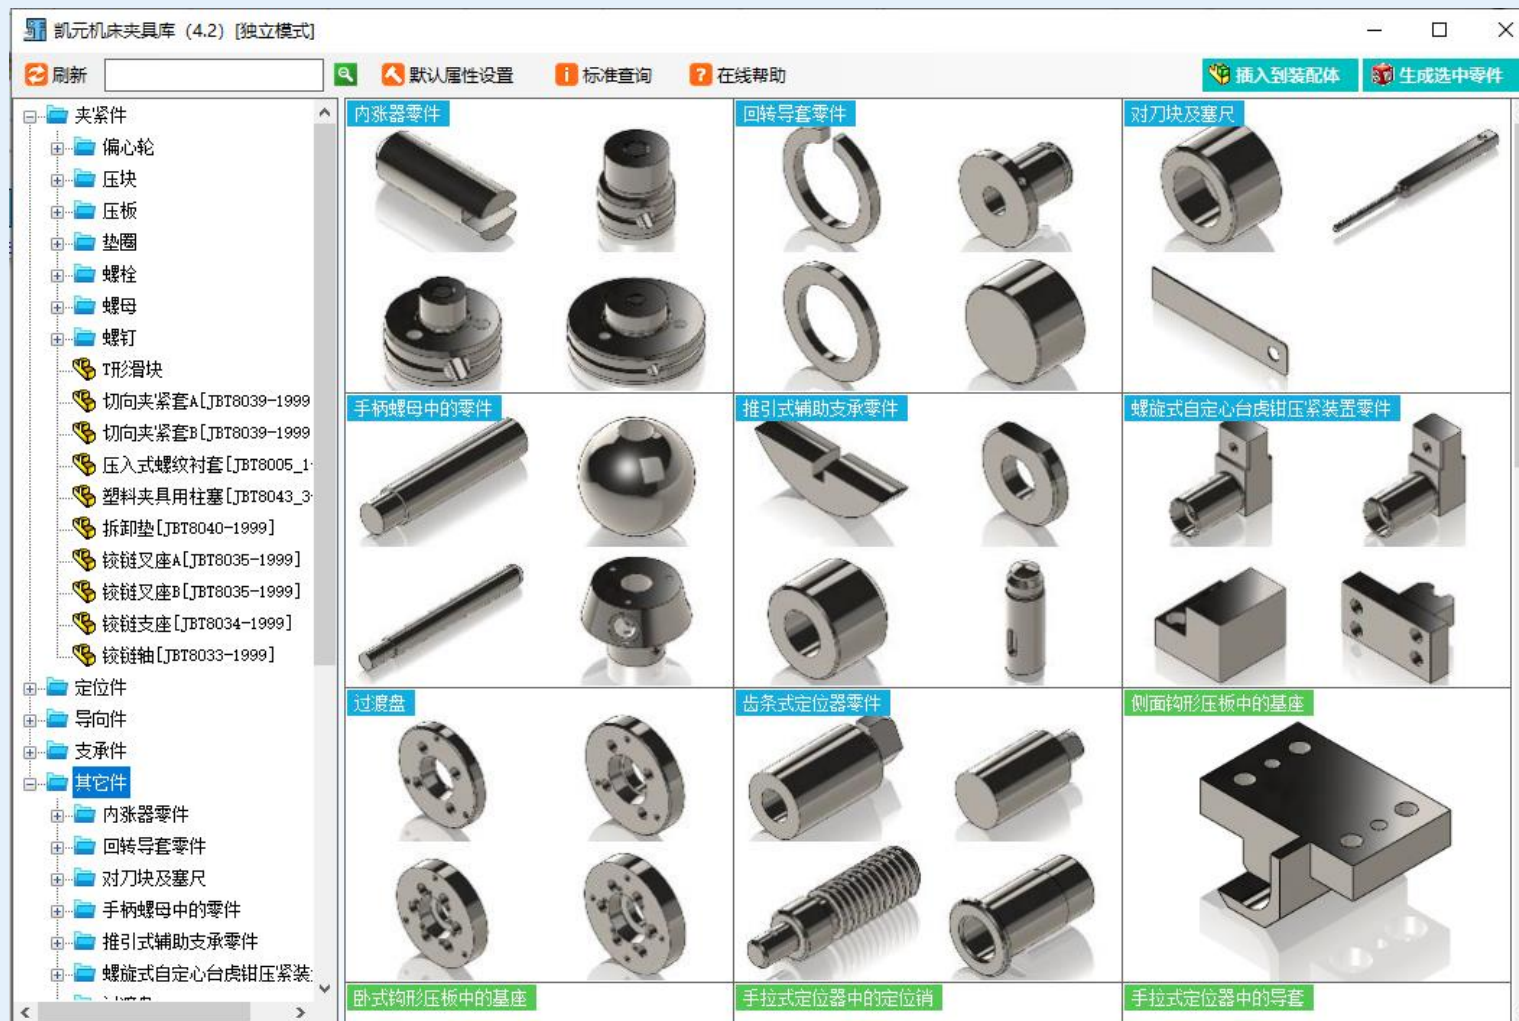 凯元机床夹具库（4.2）[独立模式]
刷新
默认属性设置
标准查询
在线帮助
插入到装配体
生成选中零件
夹紧件
偏心轮
压块
压板
垫圈
螺栓
螺母
螺钉
T形滑块
切向夹紧套A[JBT8039-1999
切向夹紧套B[JBT8039-1999
压入式螺纹衬套[JBT8005_1
塑料夹具用柱塞[JBT8043_3
拆卸垫[JBT8040-1999]
铰链叉座A[JBT8035-1999]
铰链叉座B[JBT8035-1999]
铰链支座[JBT8034-1999]
铰链轴[JBT8033-1999]
定位件
导向件
支承件
其它件
内涨器零件
回转导套零件
对刀块及塞尺
手柄螺母中的零件
推引式辅助支承零件
螺旋式自定心台虎钳压紧装
内涨器零件
回转导套零件
对刀块及塞尺
手柄螺母中的零件
推引式辅助支承零件
螺旋式自定心台虎钳压紧装置零件
过渡盘
齿条式定位器零件
侧面钩形压板中的基座
卧式钩形压板中的基座
手拉式定位器中的定位销
手拉式定位器中的导套